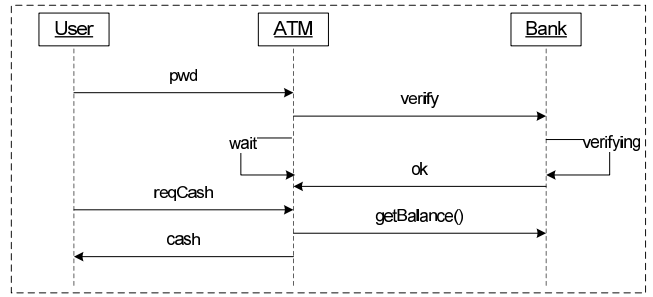 User
ATM
Bank
pwd
verify
wait
verifying
ok
reqCash
getBalance()
cash